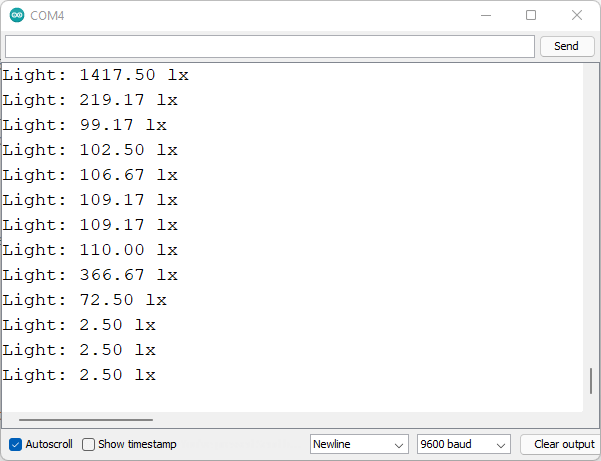 COM4
Send
Light: 1417.50 lx
Light: 219.17 lx
Light: 99.17 lx
Light: 102.50 lx
Light: 106.67 lx
Light: 109.17 lx
Light: 109.17 lx
Light: 110.00 lx
Light: 366.67 lx
Light: 72.50 lx
Light: 2.50 lx
Light: 2.50 lx
Light: 2.50 lx
Autoscroll Show timestamp Newline 9600 baud Clear output